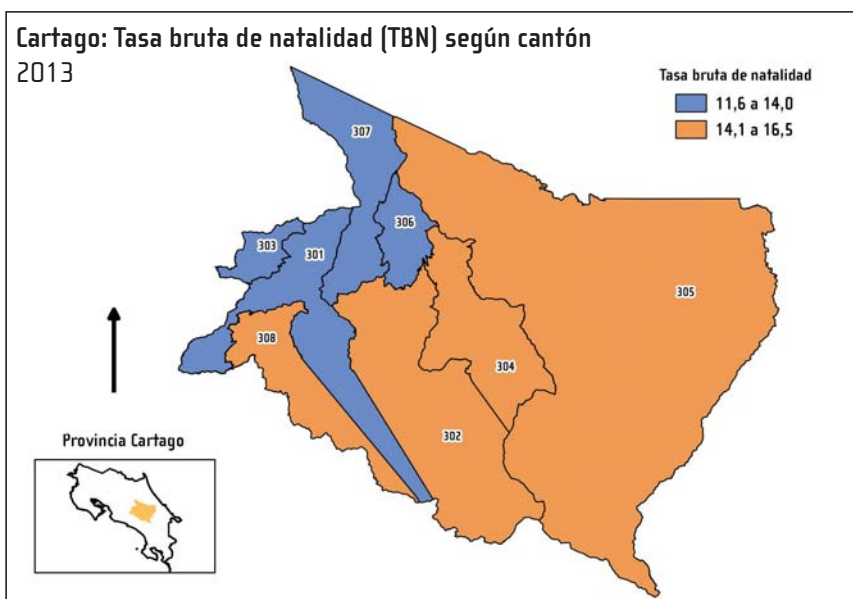 Cartago: Tasa bruta de natalidad (TBN) según cantón
2013
Tasa bruta de natalidad
11,6 a 14,0
14,1 a 16,5
307
306
303
301
305
308
304
302
Provincia Cartago